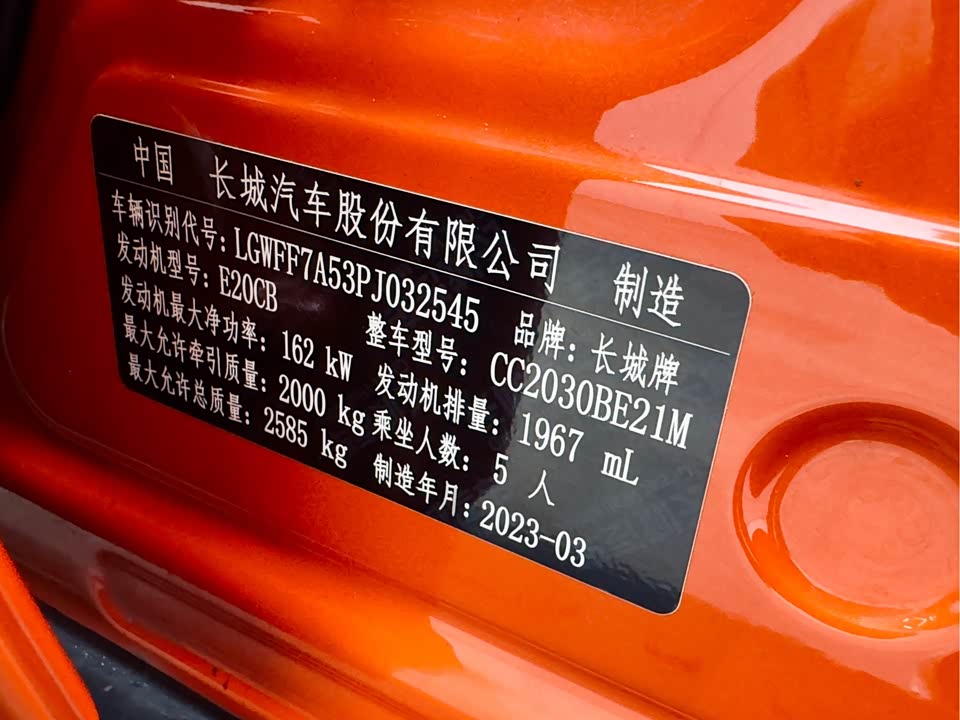 中国 长城汽车股份有限公司 制造
车辆识别代号: LGWFF7A53PJ032545 品牌: 长城牌
发动机型号: E20CB 整车型号: CC2030BE21M
发动机最大净功率: 162 kW 发动机排量: 1967 mL
最大允许牵引质量: 2000 kg 乘坐人数: 5 人
最大允许总质量: 2585 kg 制造年月: 2023-03